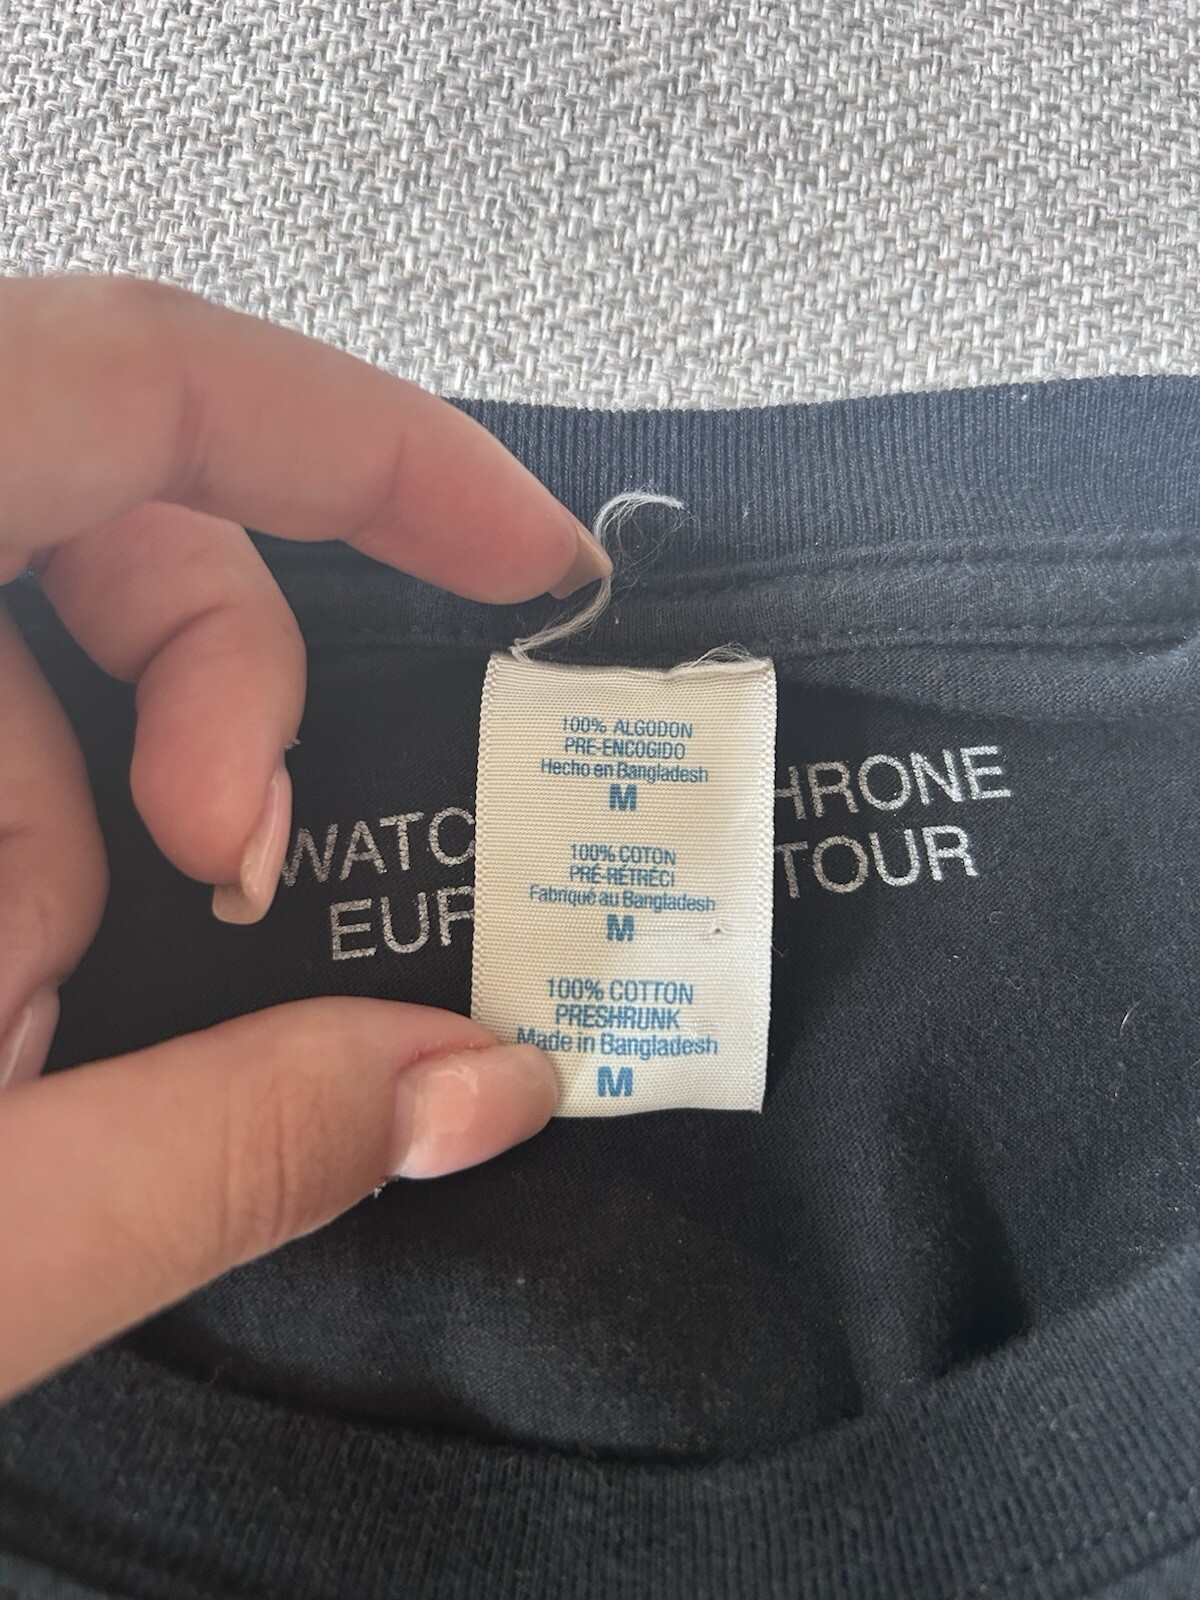 100% ALGODON
PRE-ENCOGIDO
Hecho en Bangladesh
M
100% COTON
PRÉ-RÉTRÉCI
Fabriqué au Bangladesh
M
100% COTTON
PRESHRUNK
Made in Bangladesh
M
WATC HRONE
EUR TOUR